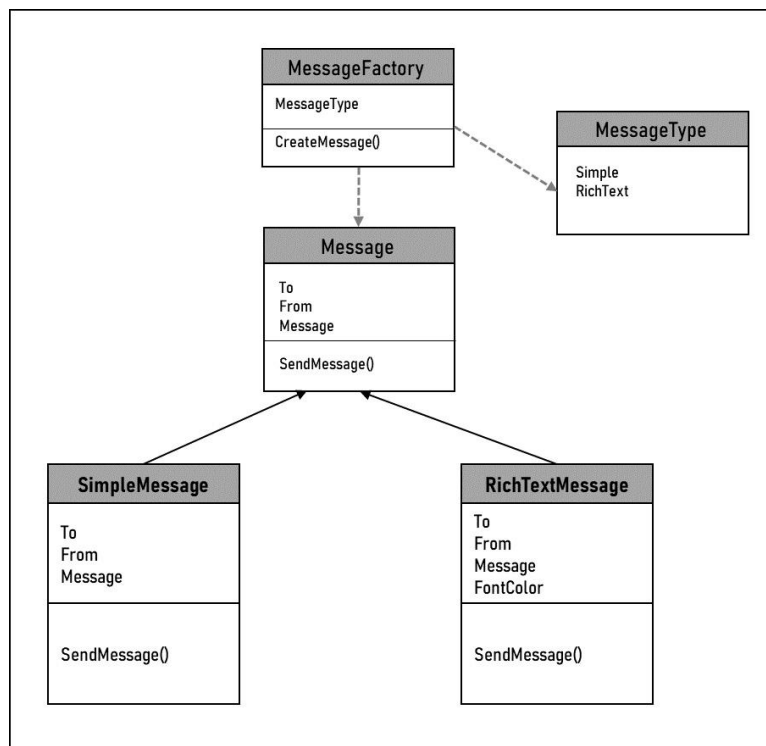 MessageFactory
MessageType
CreateMessage()
MessageType
Simple
RichText
Message
To
From
Message
SendMessage()
SimpleMessage
To
From
Message
SendMessage()
RichTextMessage
To
From
Message
FontColor
SendMessage()